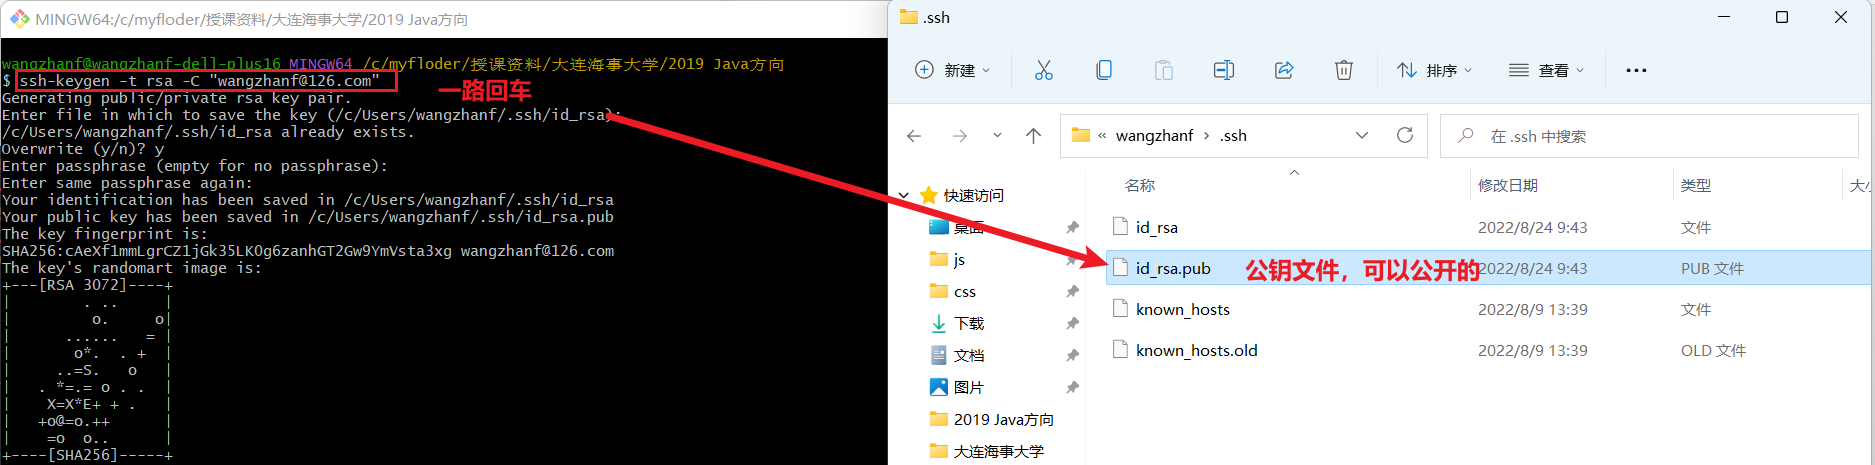 MINGW64:/c/myfloder/授课资料/大连海事大学/2019 Java方向
wangzhanf@wangzhanf-dell-plus16 MINGW64 /c/myfloder/授课资料/大连海事大学/2019 Java方向
$ ssh-keygen -t rsa -C "wangzhanf@126.com"
一路回车
Generating public/private rsa key pair.
Enter file in which to save the key (/c/Users/wangzhanf/.ssh/id_rsa):
/c/Users/wangzhanf/.ssh/id_rsa already exists.
Overwrite (y/n)? y
Enter passphrase (empty for no passphrase):
Enter same passphrase again:
Your identification has been saved in /c/Users/wangzhanf/.ssh/id_rsa
Your public key has been saved in /c/Users/wangzhanf/.ssh/id_rsa.pub
The key fingerprint is:
SHA256:cAeXf1mmLgrCZ1jGk35LKOg6zanhGT2Gw9YmVsta3xg wangzhanf@126.com
The key's randomart image is:
+---[RSA 3072]----+
|       . ..      |
|        o.      o|
|     ......   = |
|      o*.  . +  |
|    ..=S.   o   |
|  . *=.= o . .  |
|   X=X*E+ + .   |
|  +o@=o.++      |
|   =o  o..      |
+----[SHA256]-----+
.ssh
新建
排序
查看
« wangzhanf › .ssh
在 .ssh 中搜索
名称
修改日期
类型
大小
快速访问
桌面
js
css
下载
文档
图片
2019 Java方向
大连海事大学
id_rsa
2022/8/24 9:43
文件
id_rsa.pub
公钥文件，可以公开的
2022/8/24 9:43
PUB 文件
known_hosts
2022/8/9 13:39
文件
known_hosts.old
2022/8/9 13:39
OLD 文件